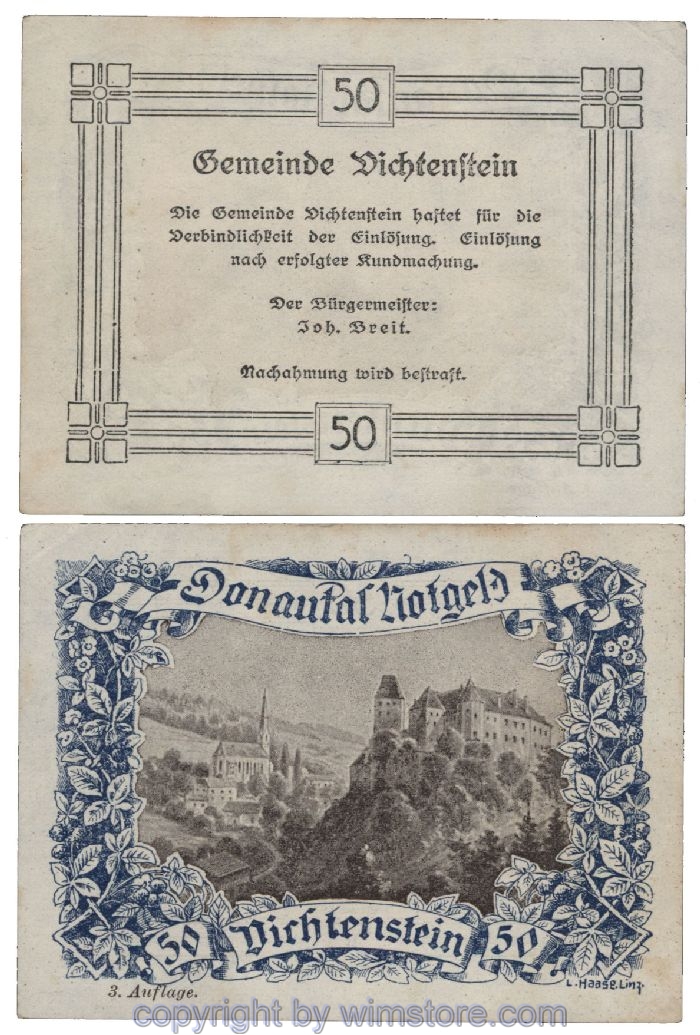 50
Gemeinde Vichtenstein
Die Gemeinde Vichtenstein haftet für die
Verbindlichkeit der Einlösung. Einlösung
nach erfolgter Kundmachung.
Der Bürgermeister:
Joh. Breit.
Nachahmung wird bestraft.
50
Donautal Notgeld
50 Vichtenstein 50
3. Auflage.
L. Haase. Linz.
copyright by wimstore.com